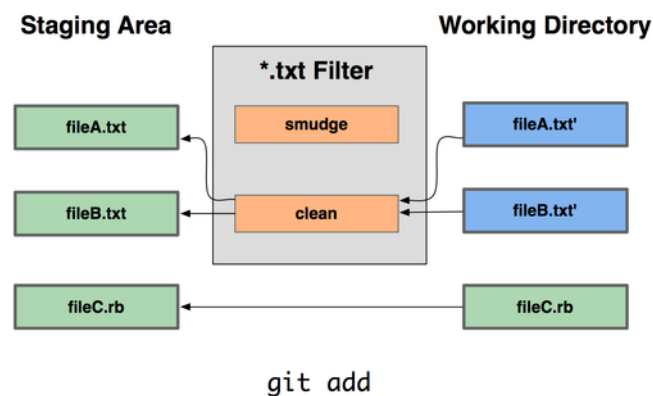 Staging Area
Working Directory
*.txt Filter
fileA.txt
smudge
fileA.txt'
fileB.txt
clean
fileB.txt'
fileC.rb
fileC.rb
git add